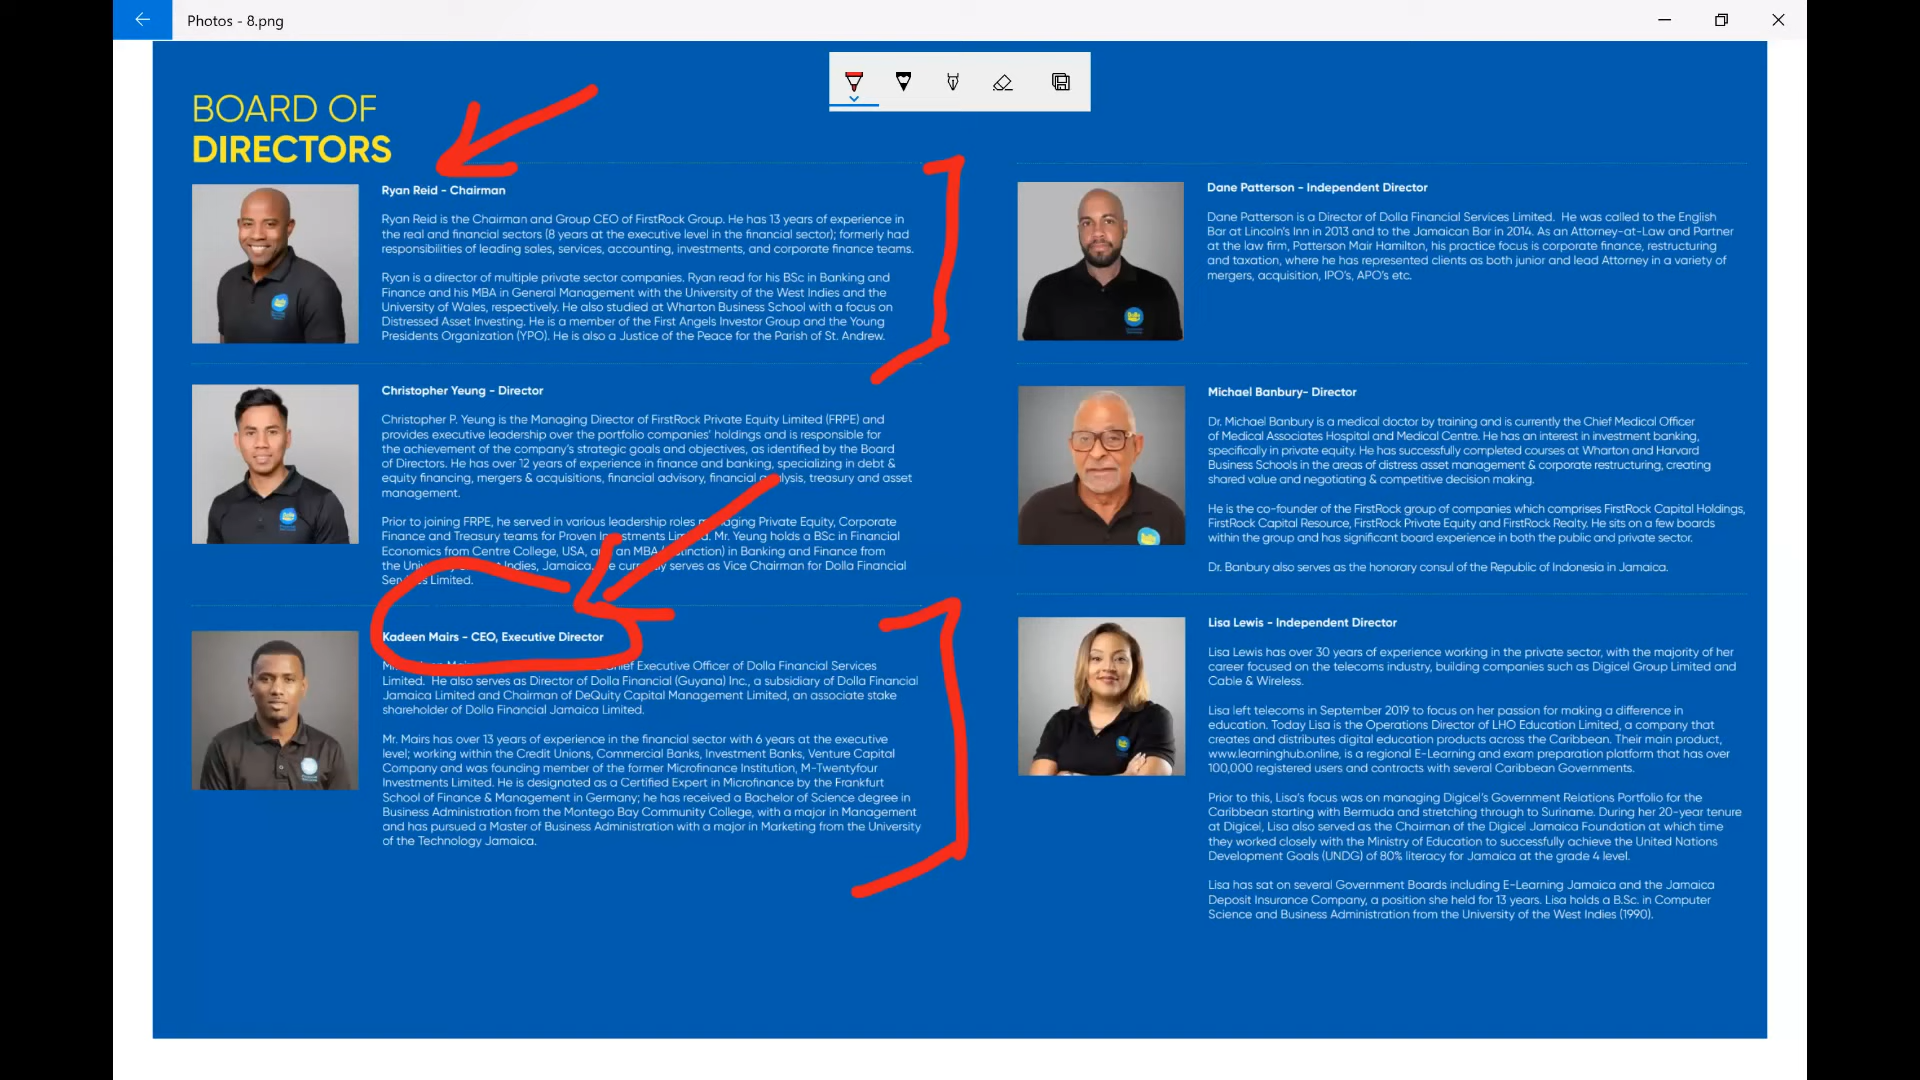 Photos - 8.png
BOARD OF
DIRECTORS
Ryan Reid - Chairman
Ryan Reid is the Chairman and Group CEO of FirstRock Group. He has 13 years of experience in
the real and financial sectors (8 years at the executive level in the financial sector); formerly had
responsibilities of leading sales, services, accounting, investments, and corporate finance teams.
Ryan is a director of multiple private sector companies. Ryan read for his BSc in Banking and
Finance and his MBA in General Management with the University of the West Indies and the
University of Wales, respectively. He also studied at Wharton Business School with a focus on
Distressed Asset Investing. He is a member of the First Angels Investor Group and the Young
Presidents Organization (YPO). He is also a Justice of the Peace for the Parish of St. Andrew.
Christopher Yeung - Director
Christopher P. Yeung is the Managing Director of FirstRock Private Equity Limited (FRPE) and
provides executive leadership over the portfolio companies' holdings and is responsible for
the achievement of the company's strategic goals and objectives, as identified by the Board
of Directors. He has over 12 years of experience in finance and banking, specializing in debt &
equity financing, mergers & acquisitions, financial advisory, financial analysis, treasury and asset
management.
Prior to joining FRPE, he served in various leadership roles managing Private Equity, Corporate
Finance and Treasury teams for Proven Investments Limited. Mr. Yeung holds a BSc in Financial
Economics from Centre College, USA, and an MBA (Distinction) in Banking and Finance from
the Indies, Jamaica. He currently serves as Vice Chairman for Dolla Financial
Services Limited.
Kadeen Mairs - CEO, Executive Director
Chief Executive Officer of Dolla Financial Services
Limited. He also serves as Director of Dolla Financial (Guyana) Inc., a subsidiary of Dolla Financial
Jamaica Limited and Chairman of DeQuity Capital Management Limited, an associate stake
shareholder of Dolla Financial Jamaica Limited.
Mr. Mairs has over 13 years of experience in the financial sector with 6 years at the executive
level; working within the Credit Unions, Commercial Banks, Investment Banks, Venture Capital
Company and was founding member of the former Microfinance Institution, M-Twentyfour
Investments Limited. He is designated as a Certified Expert in Microfinance by the Frankfurt
School of Finance & Management in Germany; he has received a Bachelor of Science degree in
Business Administration from the Montego Bay Community College, with a major in Management
and has pursued a Master of Business Administration with a major in Marketing from the University
of the Technology Jamaica.
Dane Patterson - Independent Director
Dane Patterson is a Director of Dolla Financial Services Limited. He was called to the English
Bar at Lincoln's Inn in 2013 and to the Jamaican Bar in 2014. As an Attorney-at-Law and Partner
at the law firm, Patterson Mair Hamilton, his practice focus is corporate finance, restructuring
and taxation, where he has represented clients as both junior and lead Attorney in a variety of
mergers, acquisition, IPO's, APO's etc.
Michael Banbury- Director
Dr. Michael Banbury is a medical doctor by training and is currently the Chief Medical Officer
of Medical Associates Hospital and Medical Centre. He has an interest in investment banking,
specifically in private equity. He has successfully completed courses at Wharton and Harvard
Business Schools in the areas of distress asset management & corporate restructuring, creating
shared value and negotiating & competitive decision making.
He is the co-founder of the FirstRock group of companies which comprises FirstRock Capital Holdings,
FirstRock Capital Resource, FirstRock Private Equity and FirstRock Realty. He sits on a few boards
within the group and has significant board experience in both the public and private sector.
Dr. Banbury also serves as the honorary consul of the Republic of Indonesia in Jamaica.
Lisa Lewis - Independent Director
Lisa Lewis has over 30 years of experience working in the private sector, with the majority of her
career focused on the telecoms industry, building companies such as Digicel Group Limited and
Cable & Wireless.
Lisa left telecoms in September 2019 to focus on her passion for making a difference in
education. Today Lisa is the Operations Director of LHO Education Limited, a company that
creates and distributes digital education products across the Caribbean. Their main product,
www.learninghub.online, is a regional E-Learning and exam preparation platform that has over
100,000 registered users and contracts with several Caribbean Governments.
Prior to this, Lisa's focus was on managing Digicel's Government Relations Portfolio for the
Caribbean starting with Bermuda and stretching through to Suriname. During her 20-year tenure
at Digicel, Lisa also served as the Chairman of the Digicel Jamaica Foundation at which time
they worked closely with the Ministry of Education to successfully achieve the United Nations
Development Goals (UNDG) of 80% literacy for Jamaica at the grade 4 level.
Lisa has sat on several Government Boards including E-Learning Jamaica and the Jamaica
Deposit Insurance Company, a position she held for 13 years. Lisa holds a B.Sc. in Computer
Science and Business Administration from the University of the West Indies (1990).